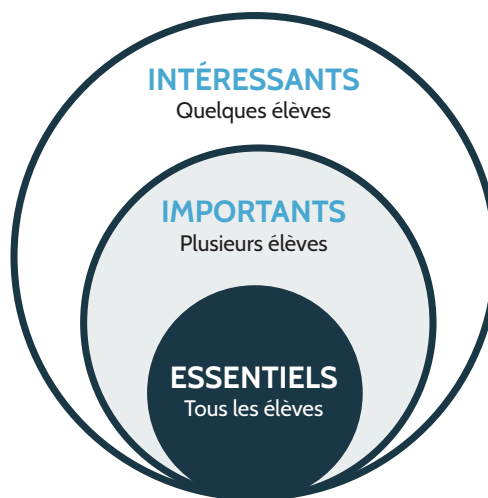 INTÉRESSANTS
Quelques élèves
IMPORTANTS
Plusieurs élèves
ESSENTIELS
Tous les élèves